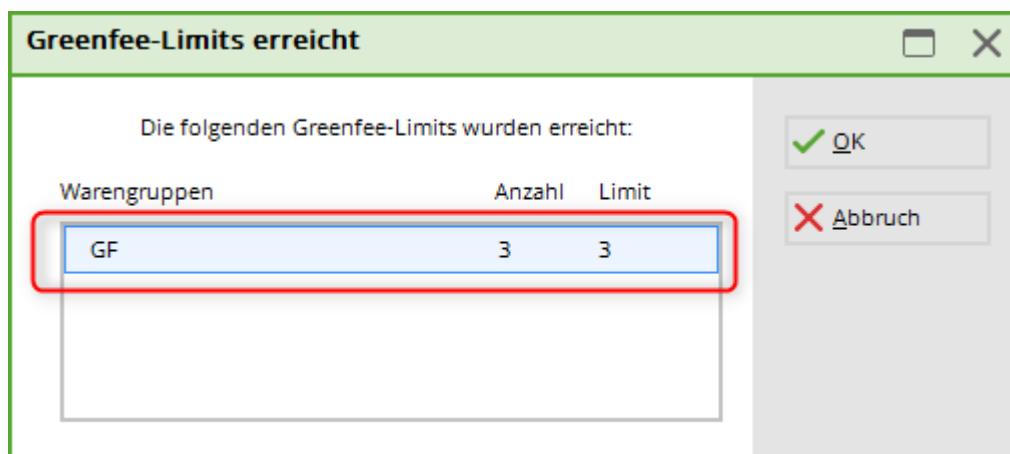 Greenfee-Limits erreicht
Die folgenden Greenfee-Limits wurden erreicht:
Warengruppen Anzahl Limit
GF 3 3
OK
Abbruch